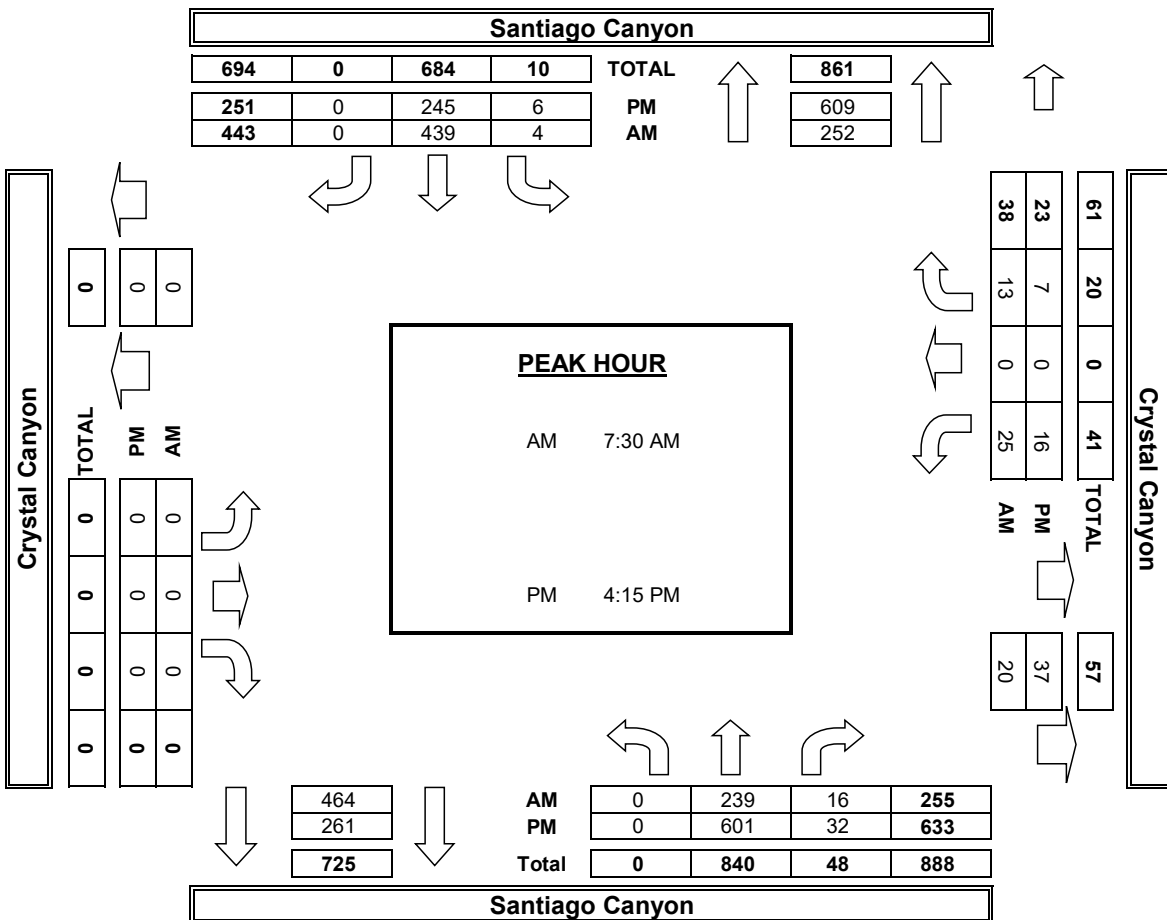 Santiago Canyon
694 0 684 10 TOTAL 861
251 0 245 6 PM 609
443 0 439 4 AM 252
Crystal Canyon
TOTAL PM AM
0 0 0
0 0 0
0 0 0
0 0 0
0 0 0
PEAK HOUR
AM 7:30 AM
PM 4:15 PM
38 23 61
13 7 20
0 0 0
25 16 41
AM PM TOTAL
20 37 57
Crystal Canyon
464 AM 0 239 16 255
261 PM 0 601 32 633
725 Total 0 840 48 888
Santiago Canyon